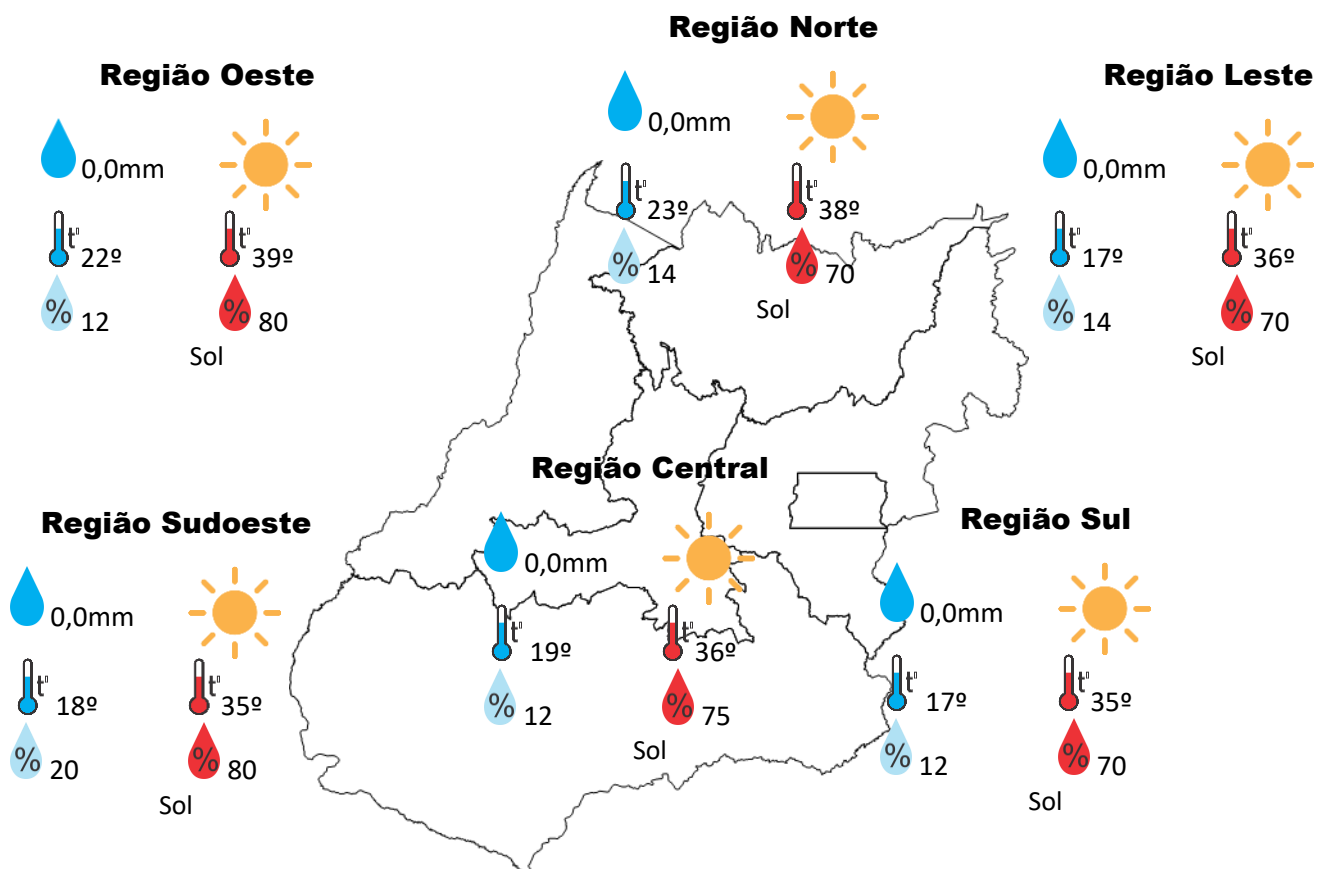 Região Norte
0,0mm
t° 23º
t° 38º
% 14
% 70
Sol
Região Oeste
0,0mm
t° 22º
t° 39º
% 12
% 80
Sol
Região Leste
0,0mm
t° 17º
t° 36º
% 14
% 70
Sol
Região Central
0,0mm
t° 19º
t° 36º
% 12
% 75
Sol
Região Sudoeste
0,0mm
t° 18º
t° 35º
% 20
% 80
Sol
Região Sul
0,0mm
t° 17º
t° 35º
% 12
% 70
Sol